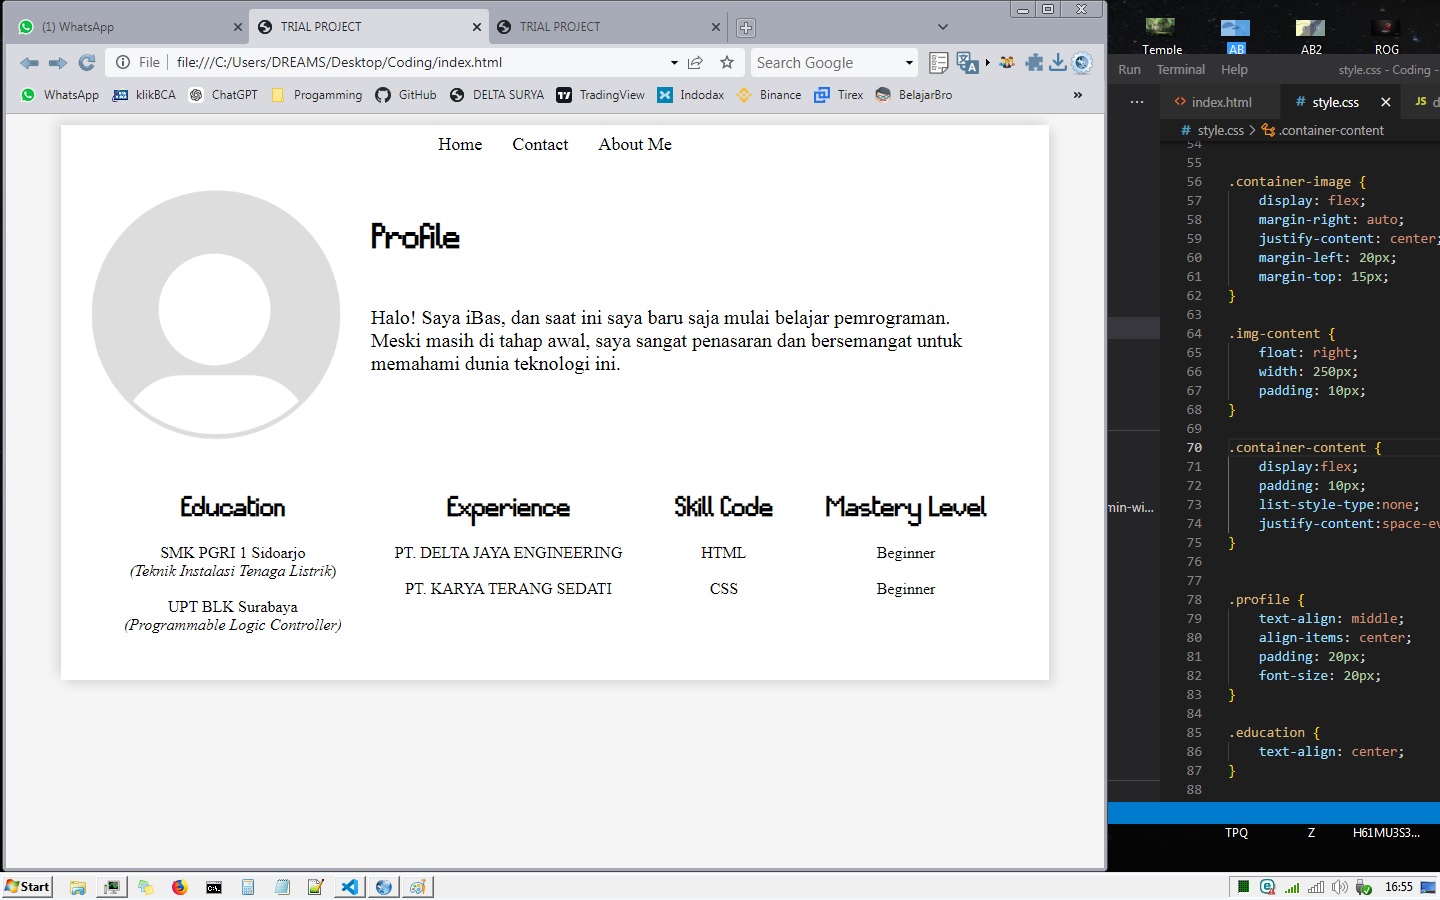 (1) WhatsApp
TRIAL PROJECT
TRIAL PROJECT
File
file:///C:/Users/DREAMS/Desktop/Coding/index.html
Search Google
WhatsApp
klikBCA
ChatGPT
Progamming
GitHub
DELTA SURYA
TradingView
Indodax
Binance
Tirex
BelajarBro
»
Home
Contact
About Me
Profile
Halo! Saya iBas, dan saat ini saya baru saja mulai belajar pemrograman.
Meski masih di tahap awal, saya sangat penasaran dan bersemangat untuk
memahami dunia teknologi ini.
Education
SMK PGRI 1 Sidoarjo
(Teknik Instalasi Tenaga Listrik)
UPT BLK Surabaya
(Programmable Logic Controller)
Experience
PT. DELTA JAYA ENGINEERING
PT. KARYA TERANG SEDATI
Skill Code
HTML
CSS
Mastery Level
Beginner
Beginner
Temple
AB
AB2
ROG
Run
Terminal
Help
style.css - Coding -
...
<> index.html
# style.css
JS d
# style.css > .container-content
min-wi...
54
55
56 .container-image {
57 display: flex;
58 margin-right: auto;
59 justify-content: center;
60 margin-left: 20px;
61 margin-top: 15px;
62 }
63
64 .img-content {
65 float: right;
66 width: 250px;
67 padding: 10px;
68 }
69
70 .container-content {
71 display:flex;
72 padding: 10px;
73 list-style-type:none;
74 justify-content:space-ev
75 }
76
77
78 .profile {
79 text-align: middle;
80 align-items: center;
81 padding: 20px;
82 font-size: 20px;
83 }
84
85 .education {
86 text-align: center;
87 }
88
TPQ
Z
H61MU3S3...
Start
16:55